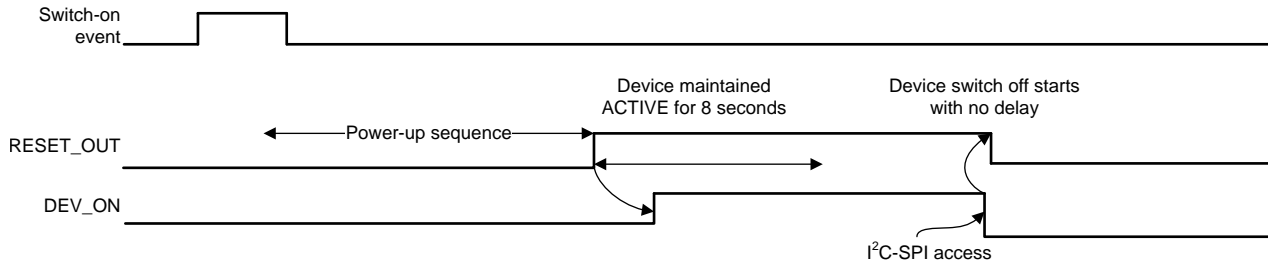 Switch-on
event
Device maintained
ACTIVE for 8 seconds
Device switch off starts
with no delay
Power-up sequence
RESET_OUT
DEV_ON
I²C-SPI access